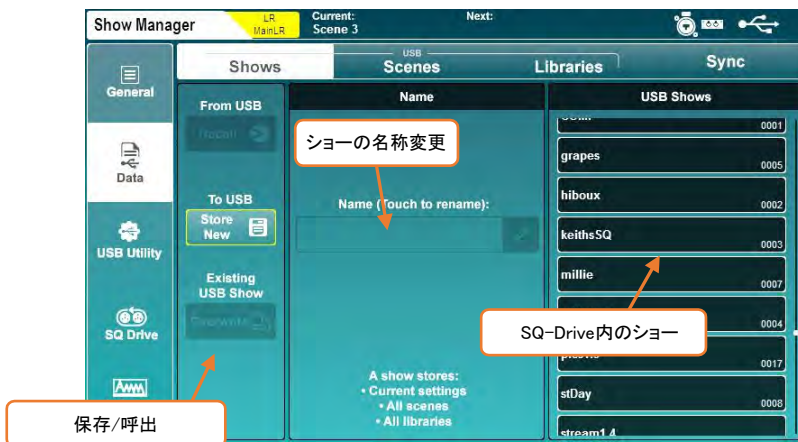 Show Manager
LR
MainLR
Current:
Scene 3
Next:
Shows
USB
Scenes
Libraries
Sync
General
Data
USB Utility
SQ Drive
From USB
Recall
To USB
Store
New
Existing
USB Show
Overwrite
Name
Name (Touch to rename):
A show stores:
• Current settings
• All scenes
• All libraries
USB Shows
0001
grapes
0005
hiboux
0002
keithsSQ
0003
millie
0007
0004
0017
stDay
0008
stream1.4
ショーの名称変更
SQ-Drive内のショー
保存/呼出